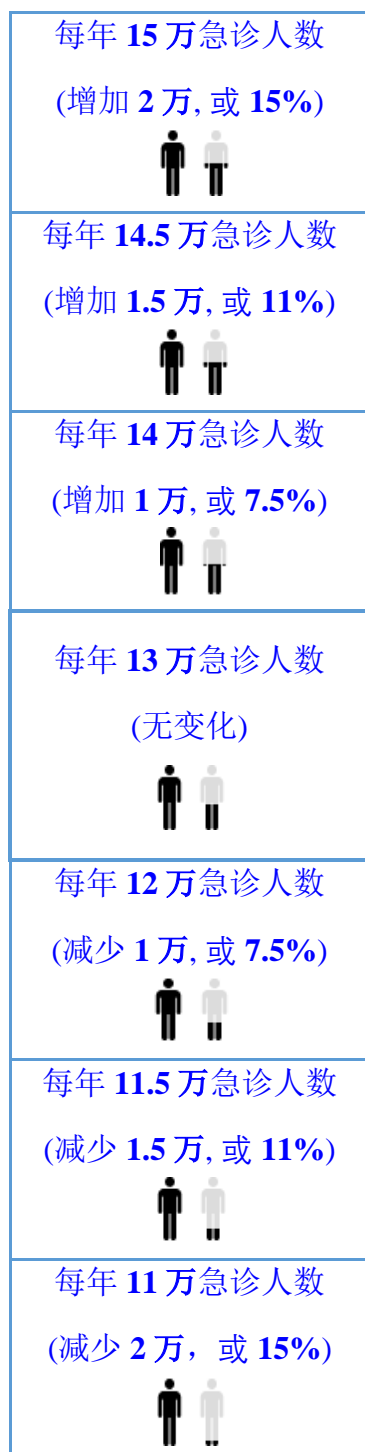 每年 15 万急诊人数
(增加 2 万, 或 15%)
每年 14.5 万急诊人数
(增加 1.5 万, 或 11%)
每年 14 万急诊人数
(增加 1 万, 或 7.5%)
每年 13 万急诊人数
(无变化)
每年 12 万急诊人数
(减少 1 万, 或 7.5%)
每年 11.5 万急诊人数
(减少 1.5 万, 或 11%)
每年 11 万急诊人数
(减少 2 万，或 15%)